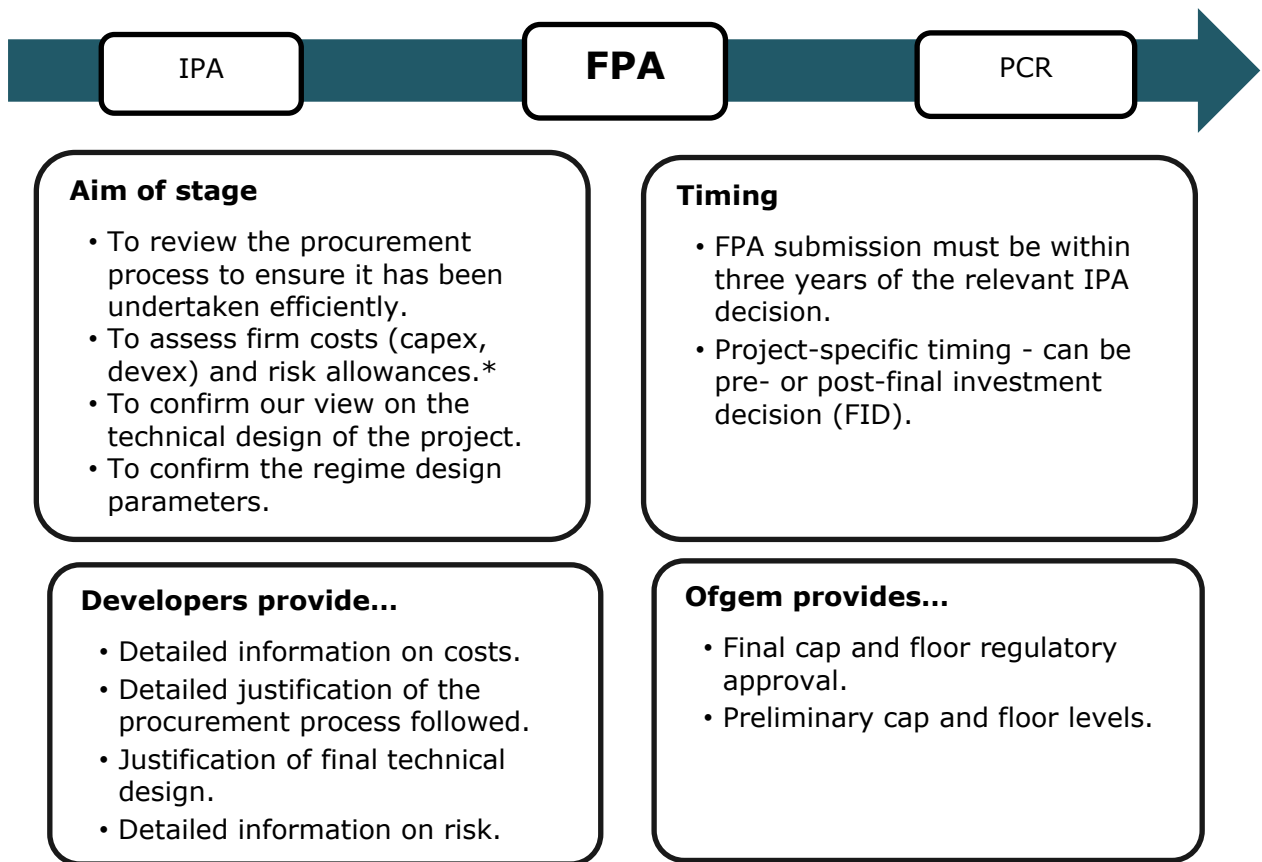 IPA
FPA
PCR
Aim of stage
• To review the procurement
process to ensure it has been
undertaken efficiently.
• To assess firm costs (capex,
devex) and risk allowances.*
• To confirm our view on the
technical design of the project.
• To confirm the regime design
parameters.
Timing
• FPA submission must be within
three years of the relevant IPA
decision.
• Project-specific timing - can be
pre- or post-final investment
decision (FID).
Developers provide...
• Detailed information on costs.
• Detailed justification of the
procurement process followed.
• Justification of final technical
design.
• Detailed information on risk.
Ofgem provides...
• Final cap and floor regulatory
approval.
• Preliminary cap and floor levels.